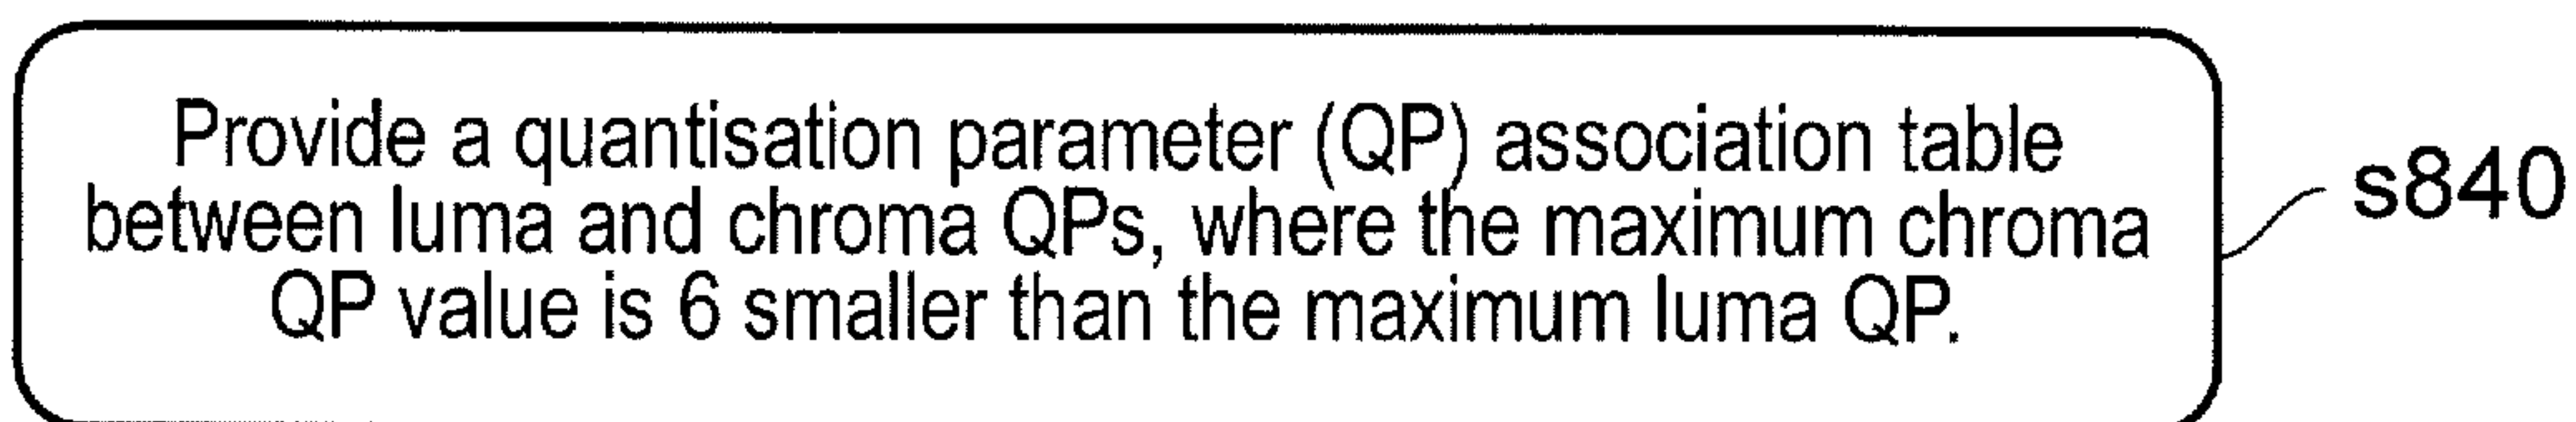 Provide a quantisation parameter (QP) association table
between luma and chroma QPs, where the maximum chroma
QP value is 6 smaller than the maximum luma QP.
s840